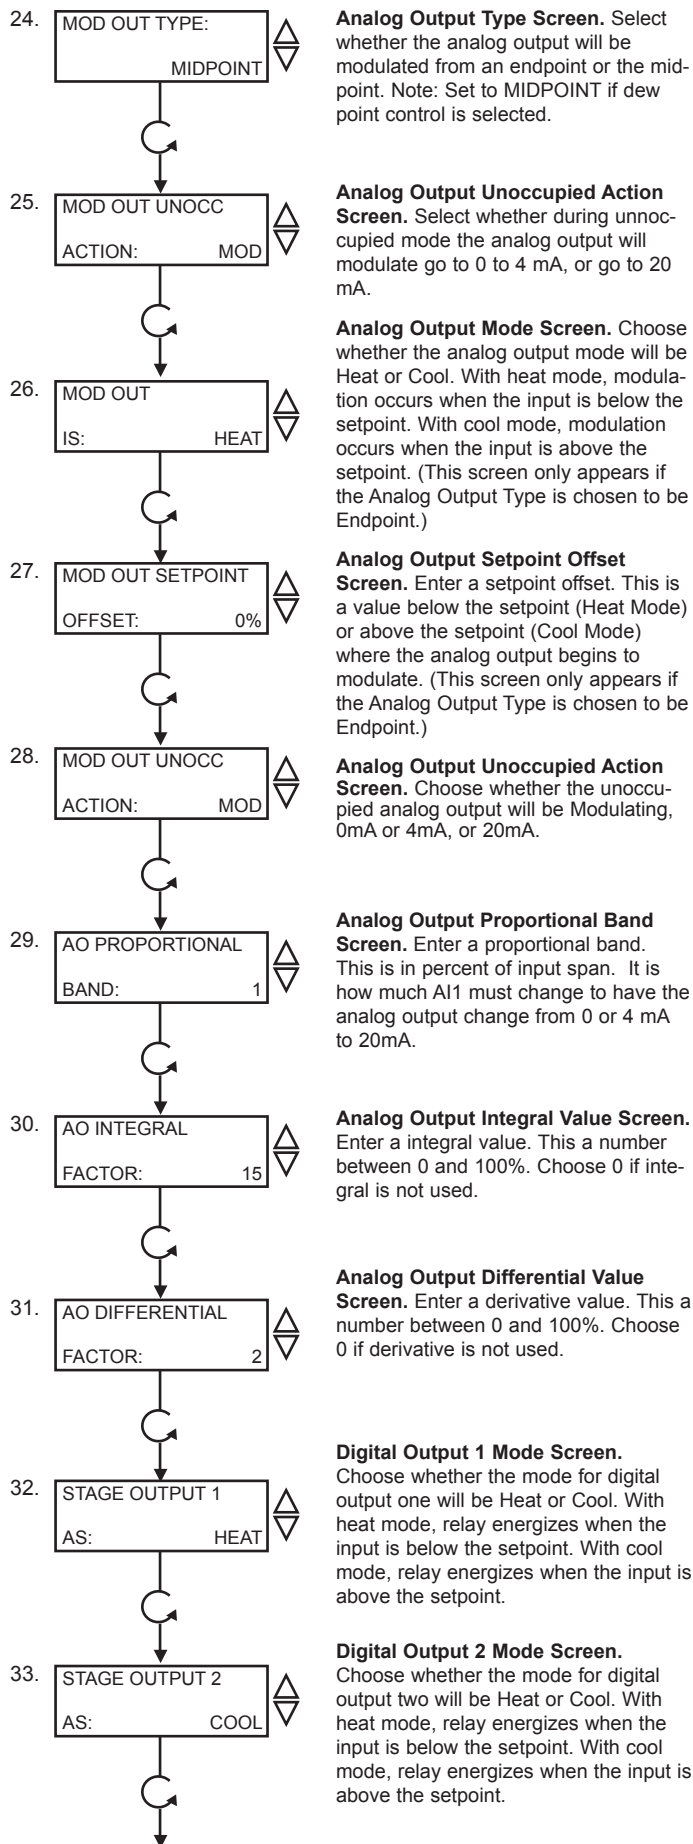 24.
MOD OUT TYPE:
MIDPOINT
Analog Output Type Screen. Select
whether the analog output will be
modulated from an endpoint or the mid-
point. Note: Set to MIDPOINT if dew
point control is selected.
25.
MOD OUT UNOCC
ACTION: MOD
Analog Output Unoccupied Action
Screen. Select whether during unnoc-
cupied mode the analog output will
modulate go to 0 to 4 mA, or go to 20
mA.
26.
MOD OUT
IS: HEAT
Analog Output Mode Screen. Choose
whether the analog output mode will be
Heat or Cool. With heat mode, modula-
tion occurs when the input is below the
setpoint. With cool mode, modulation
occurs when the input is above the
setpoint. (This screen only appears if
the Analog Output Type is chosen to be
Endpoint.)
27.
MOD OUT SETPOINT
OFFSET: 0%
Analog Output Setpoint Offset
Screen. Enter a setpoint offset. This is
a value below the setpoint (Heat Mode)
or above the setpoint (Cool Mode)
where the analog output begins to
modulate. (This screen only appears if
the Analog Output Type is chosen to be
Endpoint.)
28.
MOD OUT UNOCC
ACTION: MOD
Analog Output Unoccupied Action
Screen. Choose whether the unoccu-
pied analog output will be Modulating,
0mA or 4mA, or 20mA.
29.
AO PROPORTIONAL
BAND: 1
Analog Output Proportional Band
Screen. Enter a proportional band.
This is in percent of input span. It is
how much AI1 must change to have the
analog output change from 0 or 4 mA
to 20mA.
30.
AO INTEGRAL
FACTOR: 15
Analog Output Integral Value Screen.
Enter a integral value. This a number
between 0 and 100%. Choose 0 if inte-
gral is not used.
31.
AO DIFFERENTIAL
FACTOR: 2
Analog Output Differential Value
Screen. Enter a derivative value. This a
number between 0 and 100%. Choose
0 if derivative is not used.
32.
STAGE OUTPUT 1
AS: HEAT
Digital Output 1 Mode Screen.
Choose whether the mode for digital
output one will be Heat or Cool. With
heat mode, relay energizes when the
input is below the setpoint. With cool
mode, relay energizes when the input is
above the setpoint.
33.
STAGE OUTPUT 2
AS: COOL
Digital Output 2 Mode Screen.
Choose whether the mode for digital
output two will be Heat or Cool. With
heat mode, relay energizes when the
input is below the setpoint. With cool
mode, relay energizes when the input is
above the setpoint.